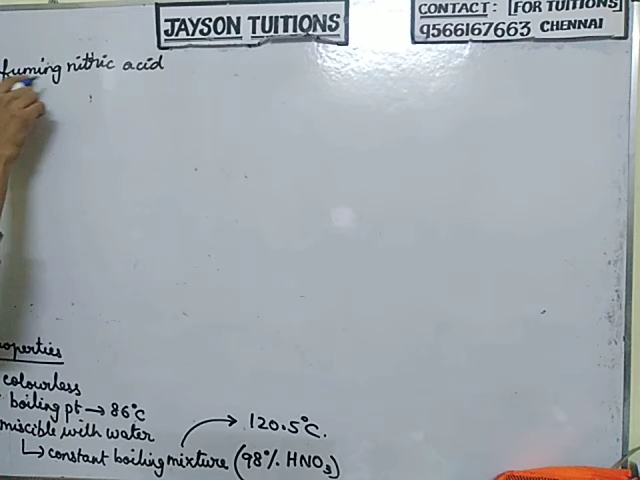 JAYSON TUITIONS
CONTACT: [FOR TUITIONS]
9566167663 CHENNAI
fuming nitric acid
operties
colourless
boiling pt → 86°C
miscible with water
↳ constant boiling mixture (98% HNO3)
→ 120.5°C.